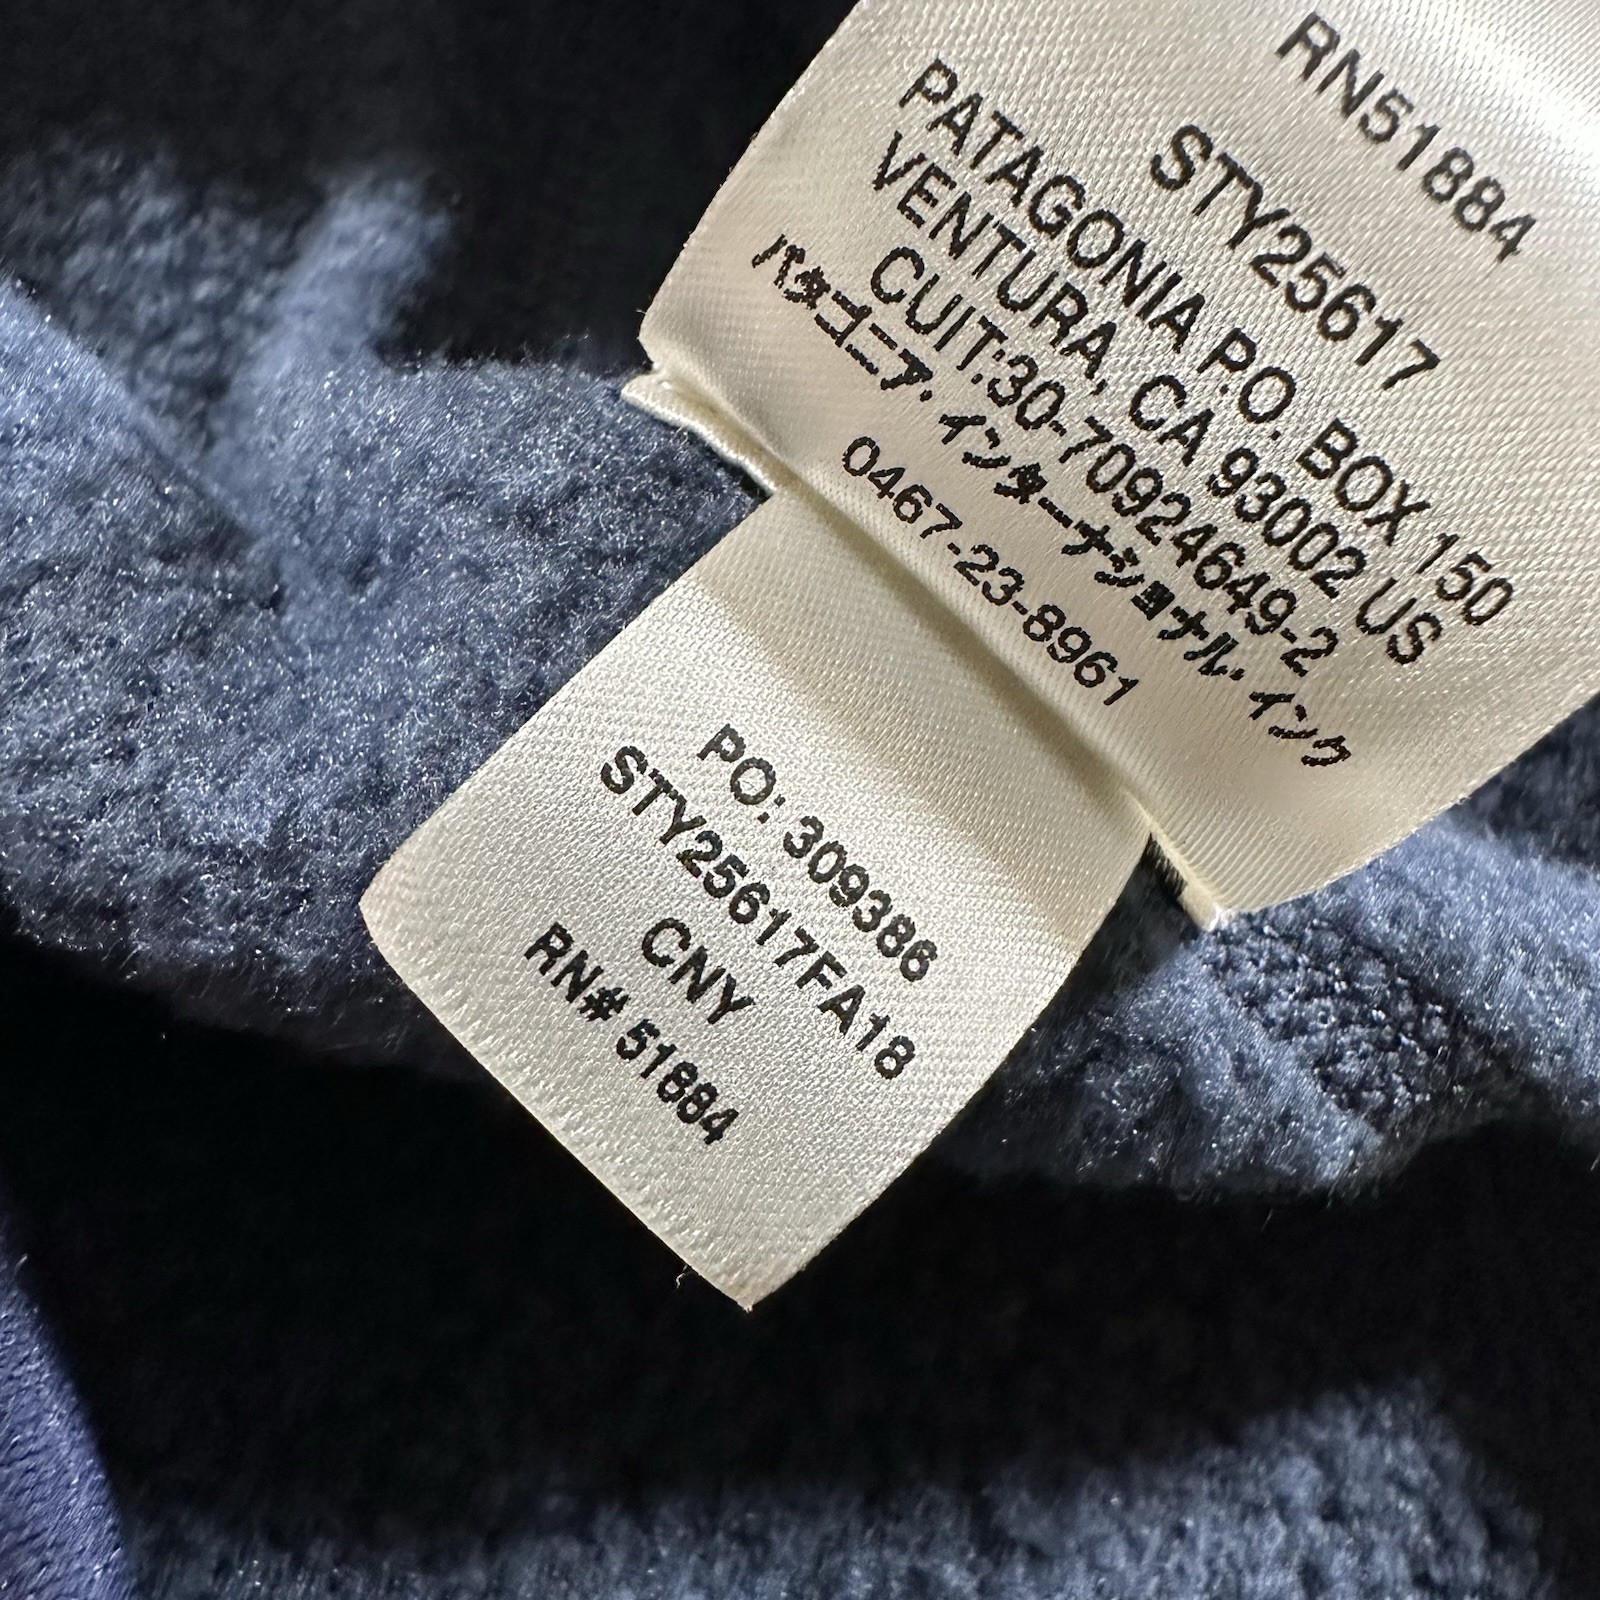 RN51884
STY25617
PATAGONIA P.O. BOX 150
VENTURA, CA 93002 US
CUIT:30-70924649-2
パタゴニア・インターナショナル・インク
0467-23-8961
PO: 309386
STY25617FA18
CNY
RN# 51884